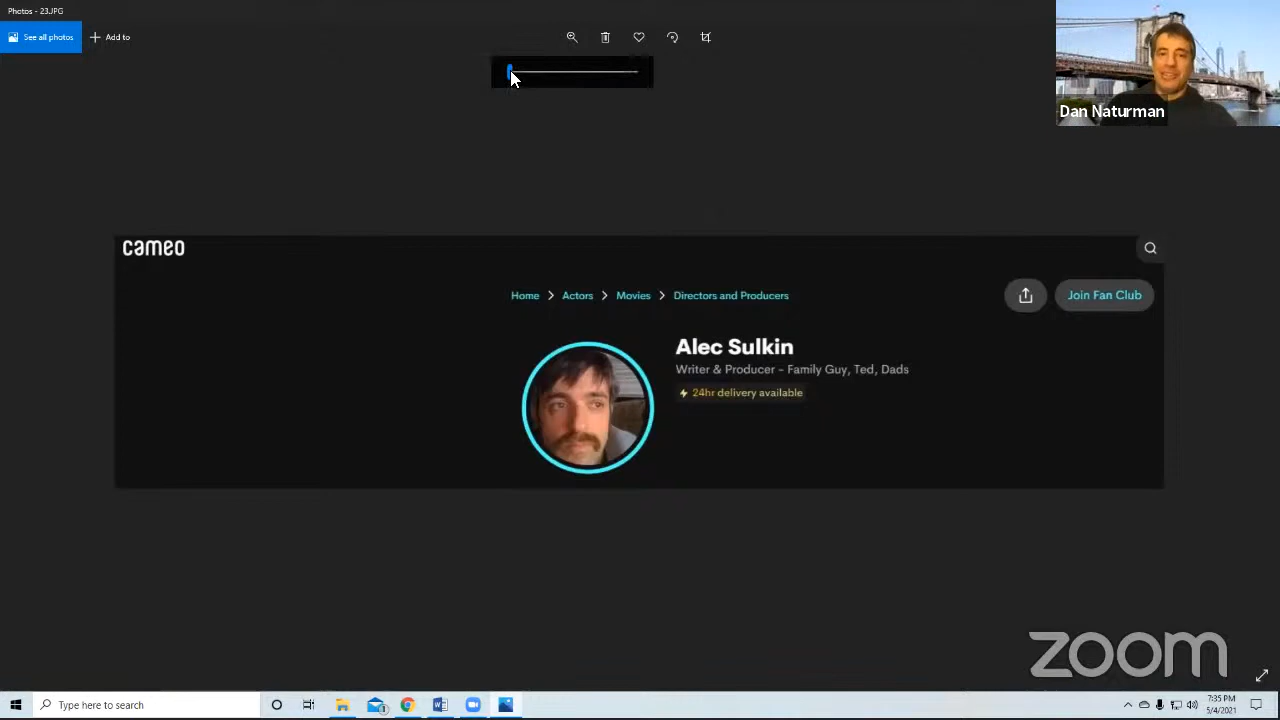 Photos - 23.JPG
See all photos
Add to
Dan Naturman
cameo
Home
Actors
Movies
Directors and Producers
Join Fan Club
Alec Sulkin
Writer & Producer - Family Guy, Ted, Dads
24hr delivery available
zoom
Type here to search
1
7:35 PM
5/4/2021